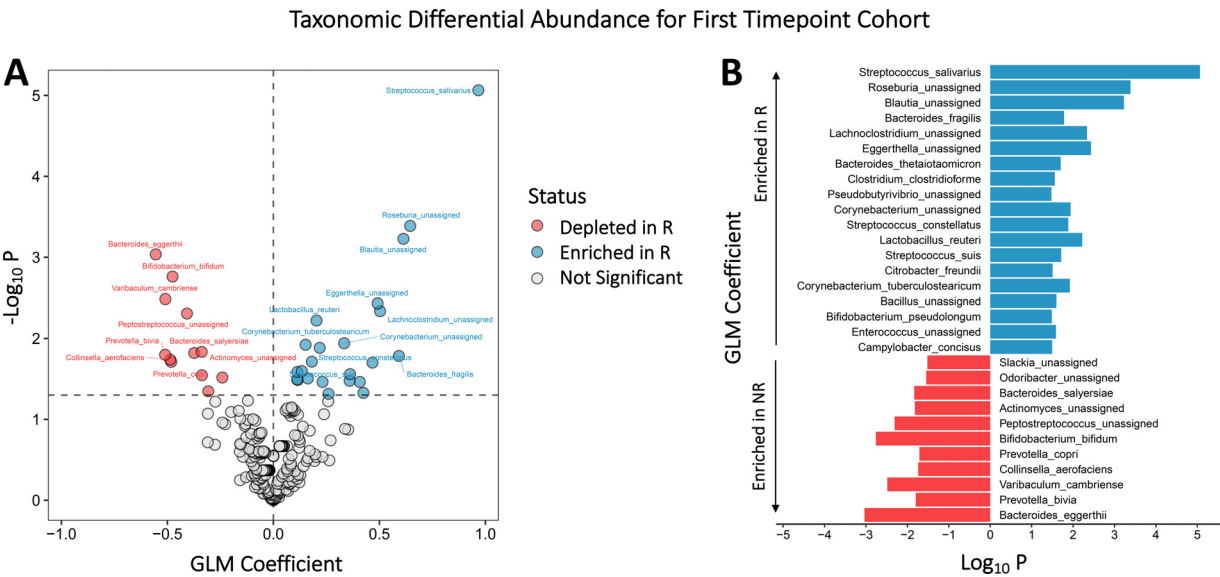 Taxonomic Differential Abundance for First Timepoint Cohort
A
-Log10 P
5
4
3
2
1
0
Streptococcus_salivarius
Roseburia_unassigned
Blautia_unassigned
Bacteroides_eggerthii
Bifidobacterium_bifidum
Varibaculum_cambriense
Eggerthella_unassigned
Lactobacillus_reuteri
Lachnoclostridium_unassigned
Peptostreptococcus_unassigned
Corynebacterium_tuberculostearicum
Prevotella_bivia
Bacteroides_salyersiae
Corynebacterium_unassigned
Collinsella_aerofaciens
Actinomyces_unassigned
Streptococcus_constellatus
Prevotella_copri
Streptococcus_suis
Bacteroides_fragilis
−1.0
−0.5
0.0
0.5
1.0
GLM Coefficient
Status
Depleted in R
Enriched in R
Not Significant
B
GLM Coefficient
Enriched in R
Enriched in NR
Streptococcus_salivarius
Roseburia_unassigned
Blautia_unassigned
Bacteroides_fragilis
Lachnoclostridium_unassigned
Eggerthella_unassigned
Bacteroides_thetaiotaomicron
Clostridium_clostridioforme
Pseudobutyrivibrio_unassigned
Corynebacterium_unassigned
Streptococcus_constellatus
Lactobacillus_reuteri
Streptococcus_suis
Citrobacter_freundii
Corynebacterium_tuberculostearicum
Bacillus_unassigned
Bifidobacterium_pseudolongum
Enterococcus_unassigned
Campylobacter_concisus
Slackia_unassigned
Odoribacter_unassigned
Bacteroides_salyersiae
Actinomyces_unassigned
Peptostreptococcus_unassigned
Bifidobacterium_bifidum
Prevotella_copri
Collinsella_aerofaciens
Varibaculum_cambriense
Prevotella_bivia
Bacteroides_eggerthii
−5
−4
−3
−2
−1
0
1
2
3
4
5
Log10 P